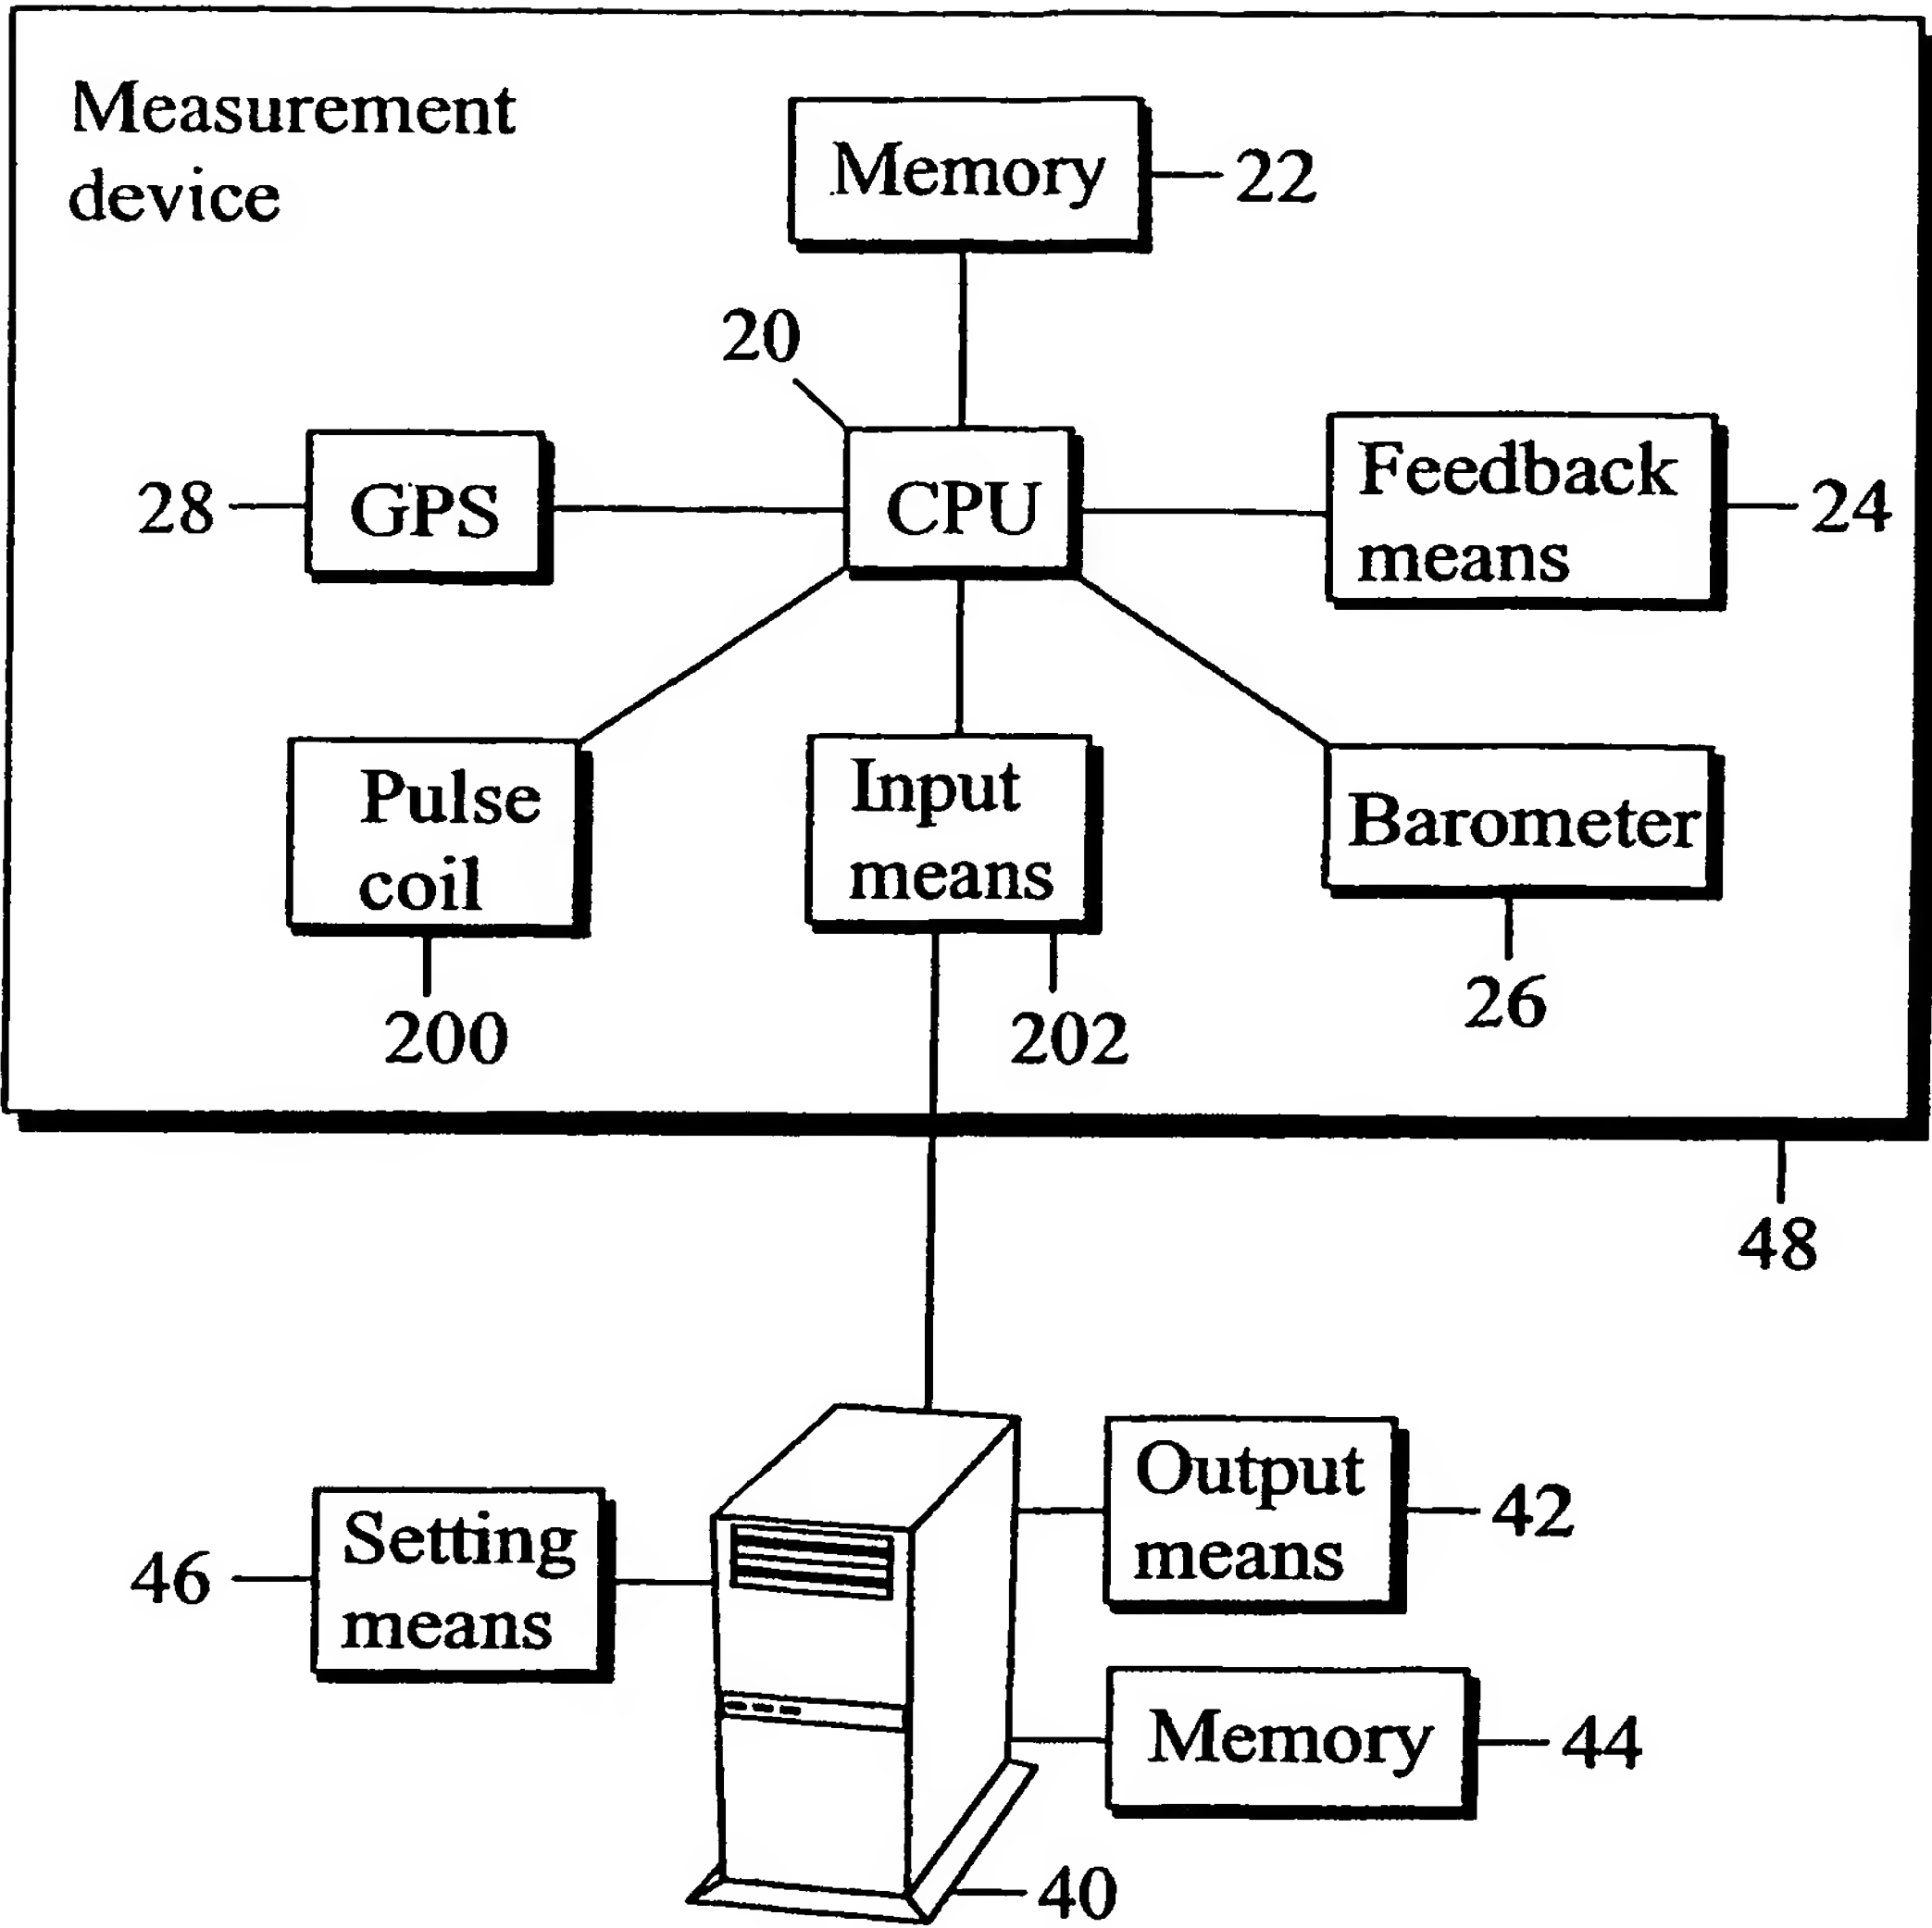 Measurement
device
Memory
22
20
28
GPS
CPU
Feedback
means
24
Pulse
coil
200
Input
means
202
Barometer
26
48
Setting
means
46
Output
means
42
Memory
44
40